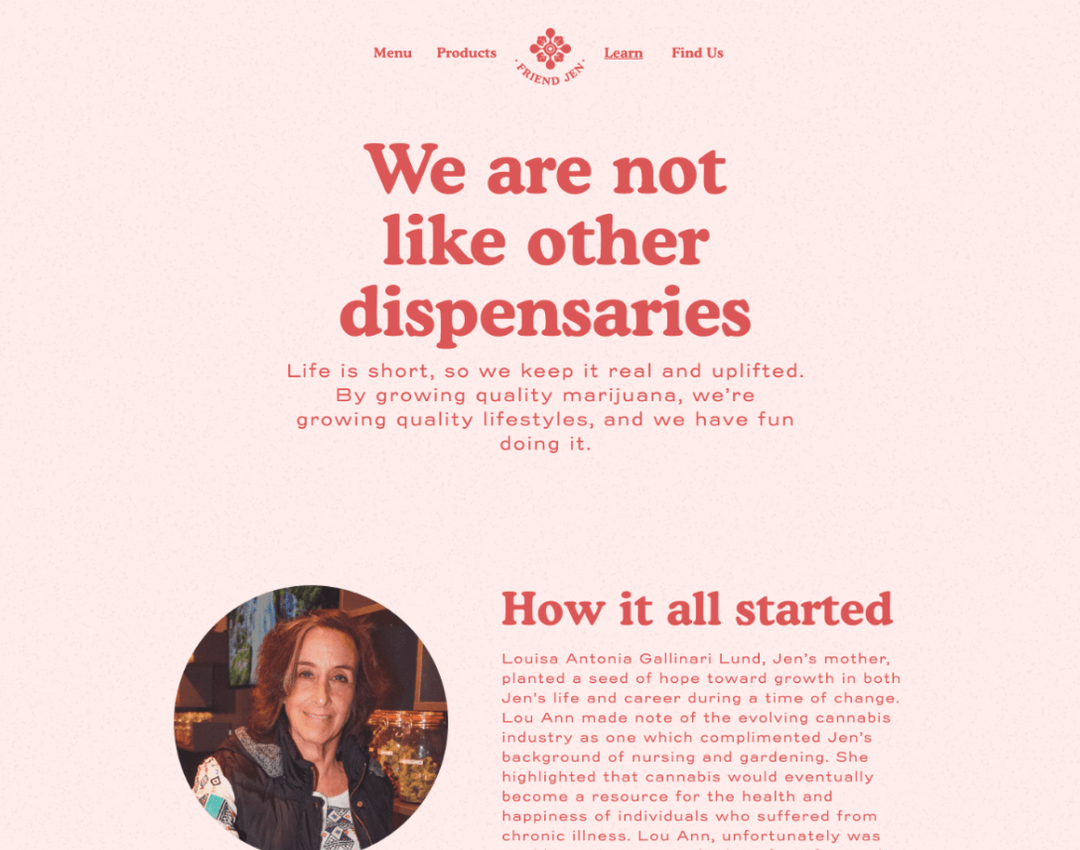 Menu Products Learn Find Us
· FRIEND JEN ·
We are not
like other
dispensaries
Life is short, so we keep it real and uplifted.
By growing quality marijuana, we're
growing quality lifestyles, and we have fun
doing it.
How it all started
Louisa Antonia Gallinari Lund, Jen's mother,
planted a seed of hope toward growth in both
Jen's life and career during a time of change.
Lou Ann made note of the evolving cannabis
industry as one which complimented Jen's
background of nursing and gardening. She
highlighted that cannabis would eventually
become a resource for the health and
happiness of individuals who suffered from
chronic illness. Lou Ann, unfortunately was